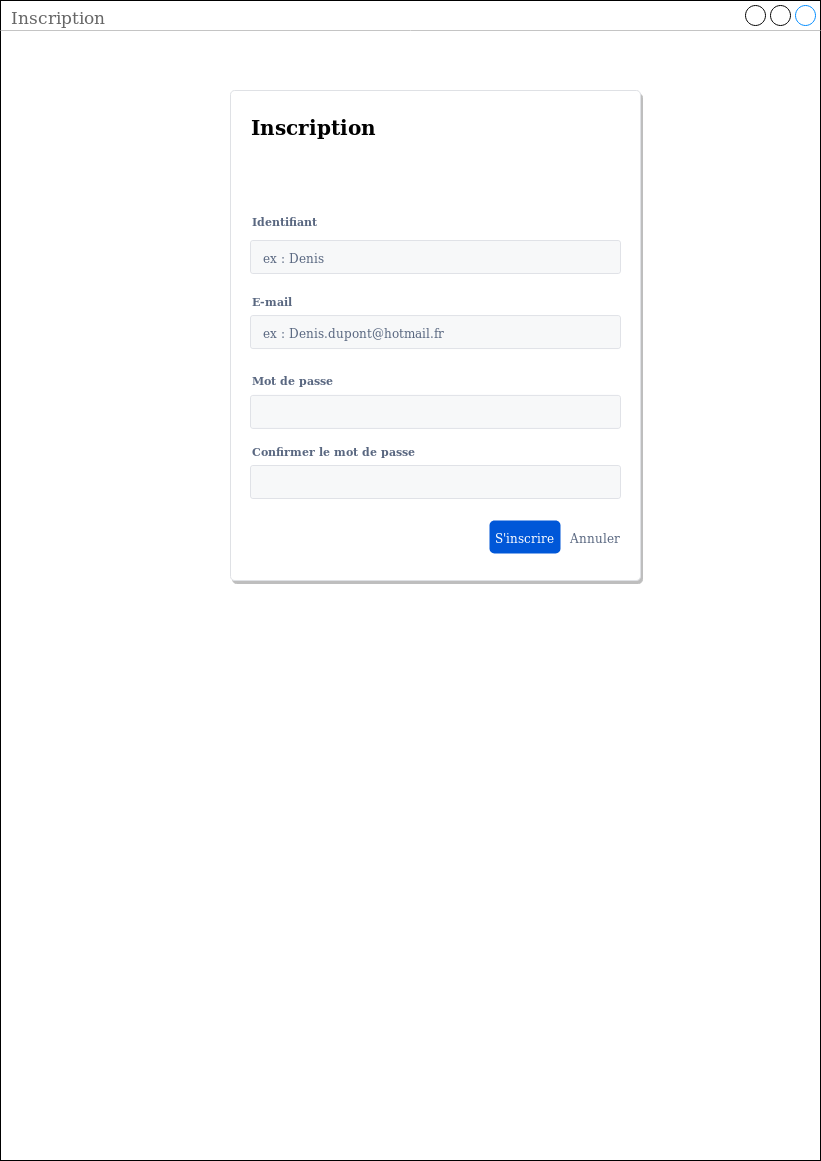 Inscription
Inscription
Identifiant
ex : Denis
E-mail
ex : Denis.dupont@hotmail.fr
Mot de passe
Confirmer le mot de passe
S'inscrire Annuler